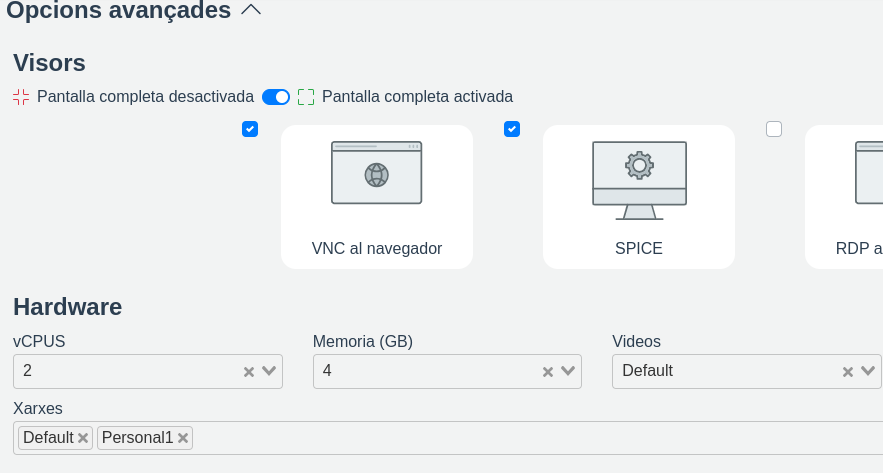 Opcions avançades
Visors
Pantalla completa desactivada Pantalla completa activada
VNC al navegador SPICE RDP a
Hardware
vCPUS Memoria (GB) Videos
2 4 Default
Xarxes
Default Personal1